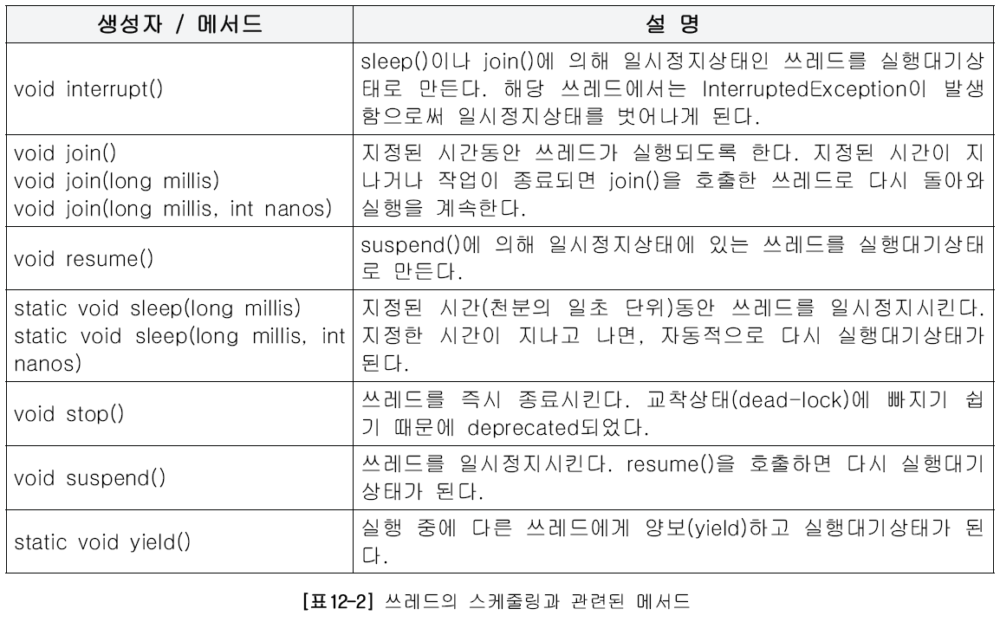 생성자 / 메서드
설 명
void interrupt()
sleep()이나 join()에 의해 일시정지상태인 쓰레드를 실행대기상
태로 만든다. 해당 쓰레드에서는 InterruptedException이 발생
함으로써 일시정지상태를 벗어나게 된다.
void join()
void join(long millis)
void join(long millis, int nanos)
지정된 시간동안 쓰레드가 실행되도록 한다. 지정된 시간이 지
나거나 작업이 종료되면 join()을 호출한 쓰레드로 다시 돌아와
실행을 계속한다.
void resume()
suspend()에 의해 일시정지상태에 있는 쓰레드를 실행대기상태
로 만든다.
static void sleep(long millis)
static void sleep(long millis, int
nanos)
지정된 시간(천분의 일초 단위)동안 쓰레드를 일시정지시킨다.
지정한 시간이 지나고 나면, 자동적으로 다시 실행대기상태가
된다.
void stop()
쓰레드를 즉시 종료시킨다. 교착상태(dead-lock)에 빠지기 쉽
기 때문에 deprecated되었다.
void suspend()
쓰레드를 일시정지시킨다. resume()을 호출하면 다시 실행대기
상태가 된다.
static void yield()
실행 중에 다른 쓰레드에게 양보(yield)하고 실행대기상태가 된
다.
[표12-2] 쓰레드의 스케줄링과 관련된 메서드